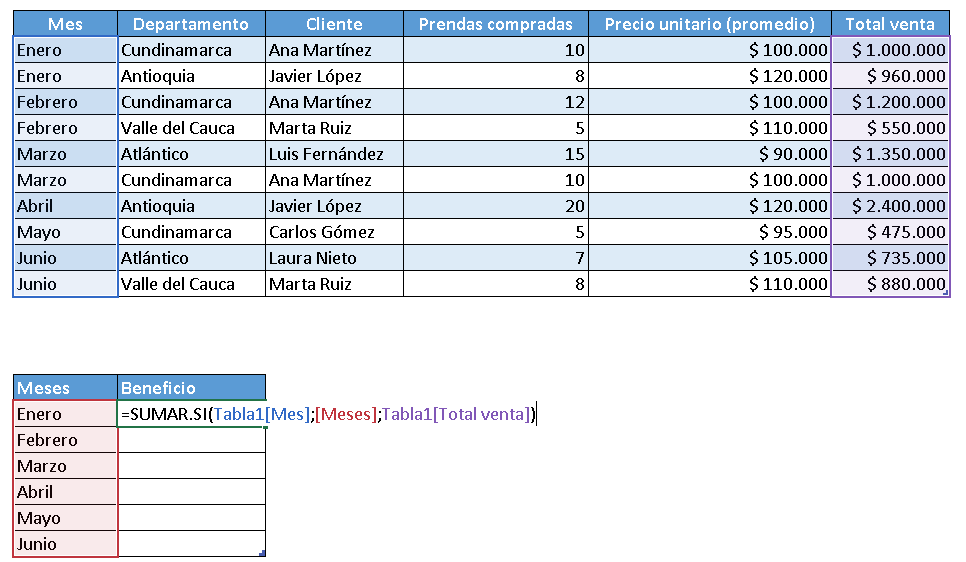 Mes Departamento Cliente Prendas compradas Precio unitario (promedio) Total venta
Enero Cundinamarca Ana Martínez 10 $ 100.000 $ 1.000.000
Enero Antioquia Javier López 8 $ 120.000 $ 960.000
Febrero Cundinamarca Ana Martínez 12 $ 100.000 $ 1.200.000
Febrero Valle del Cauca Marta Ruiz 5 $ 110.000 $ 550.000
Marzo Atlántico Luis Fernández 15 $ 90.000 $ 1.350.000
Marzo Cundinamarca Ana Martínez 10 $ 100.000 $ 1.000.000
Abril Antioquia Javier López 20 $ 120.000 $ 2.400.000
Mayo Cundinamarca Carlos Gómez 5 $ 95.000 $ 475.000
Junio Atlántico Laura Nieto 7 $ 105.000 $ 735.000
Junio Valle del Cauca Marta Ruiz 8 $ 110.000 $ 880.000
Meses Beneficio
Enero =SUMAR.SI(Tabla1[Mes];[Meses];Tabla1[Total venta])
Febrero
Marzo
Abril
Mayo
Junio